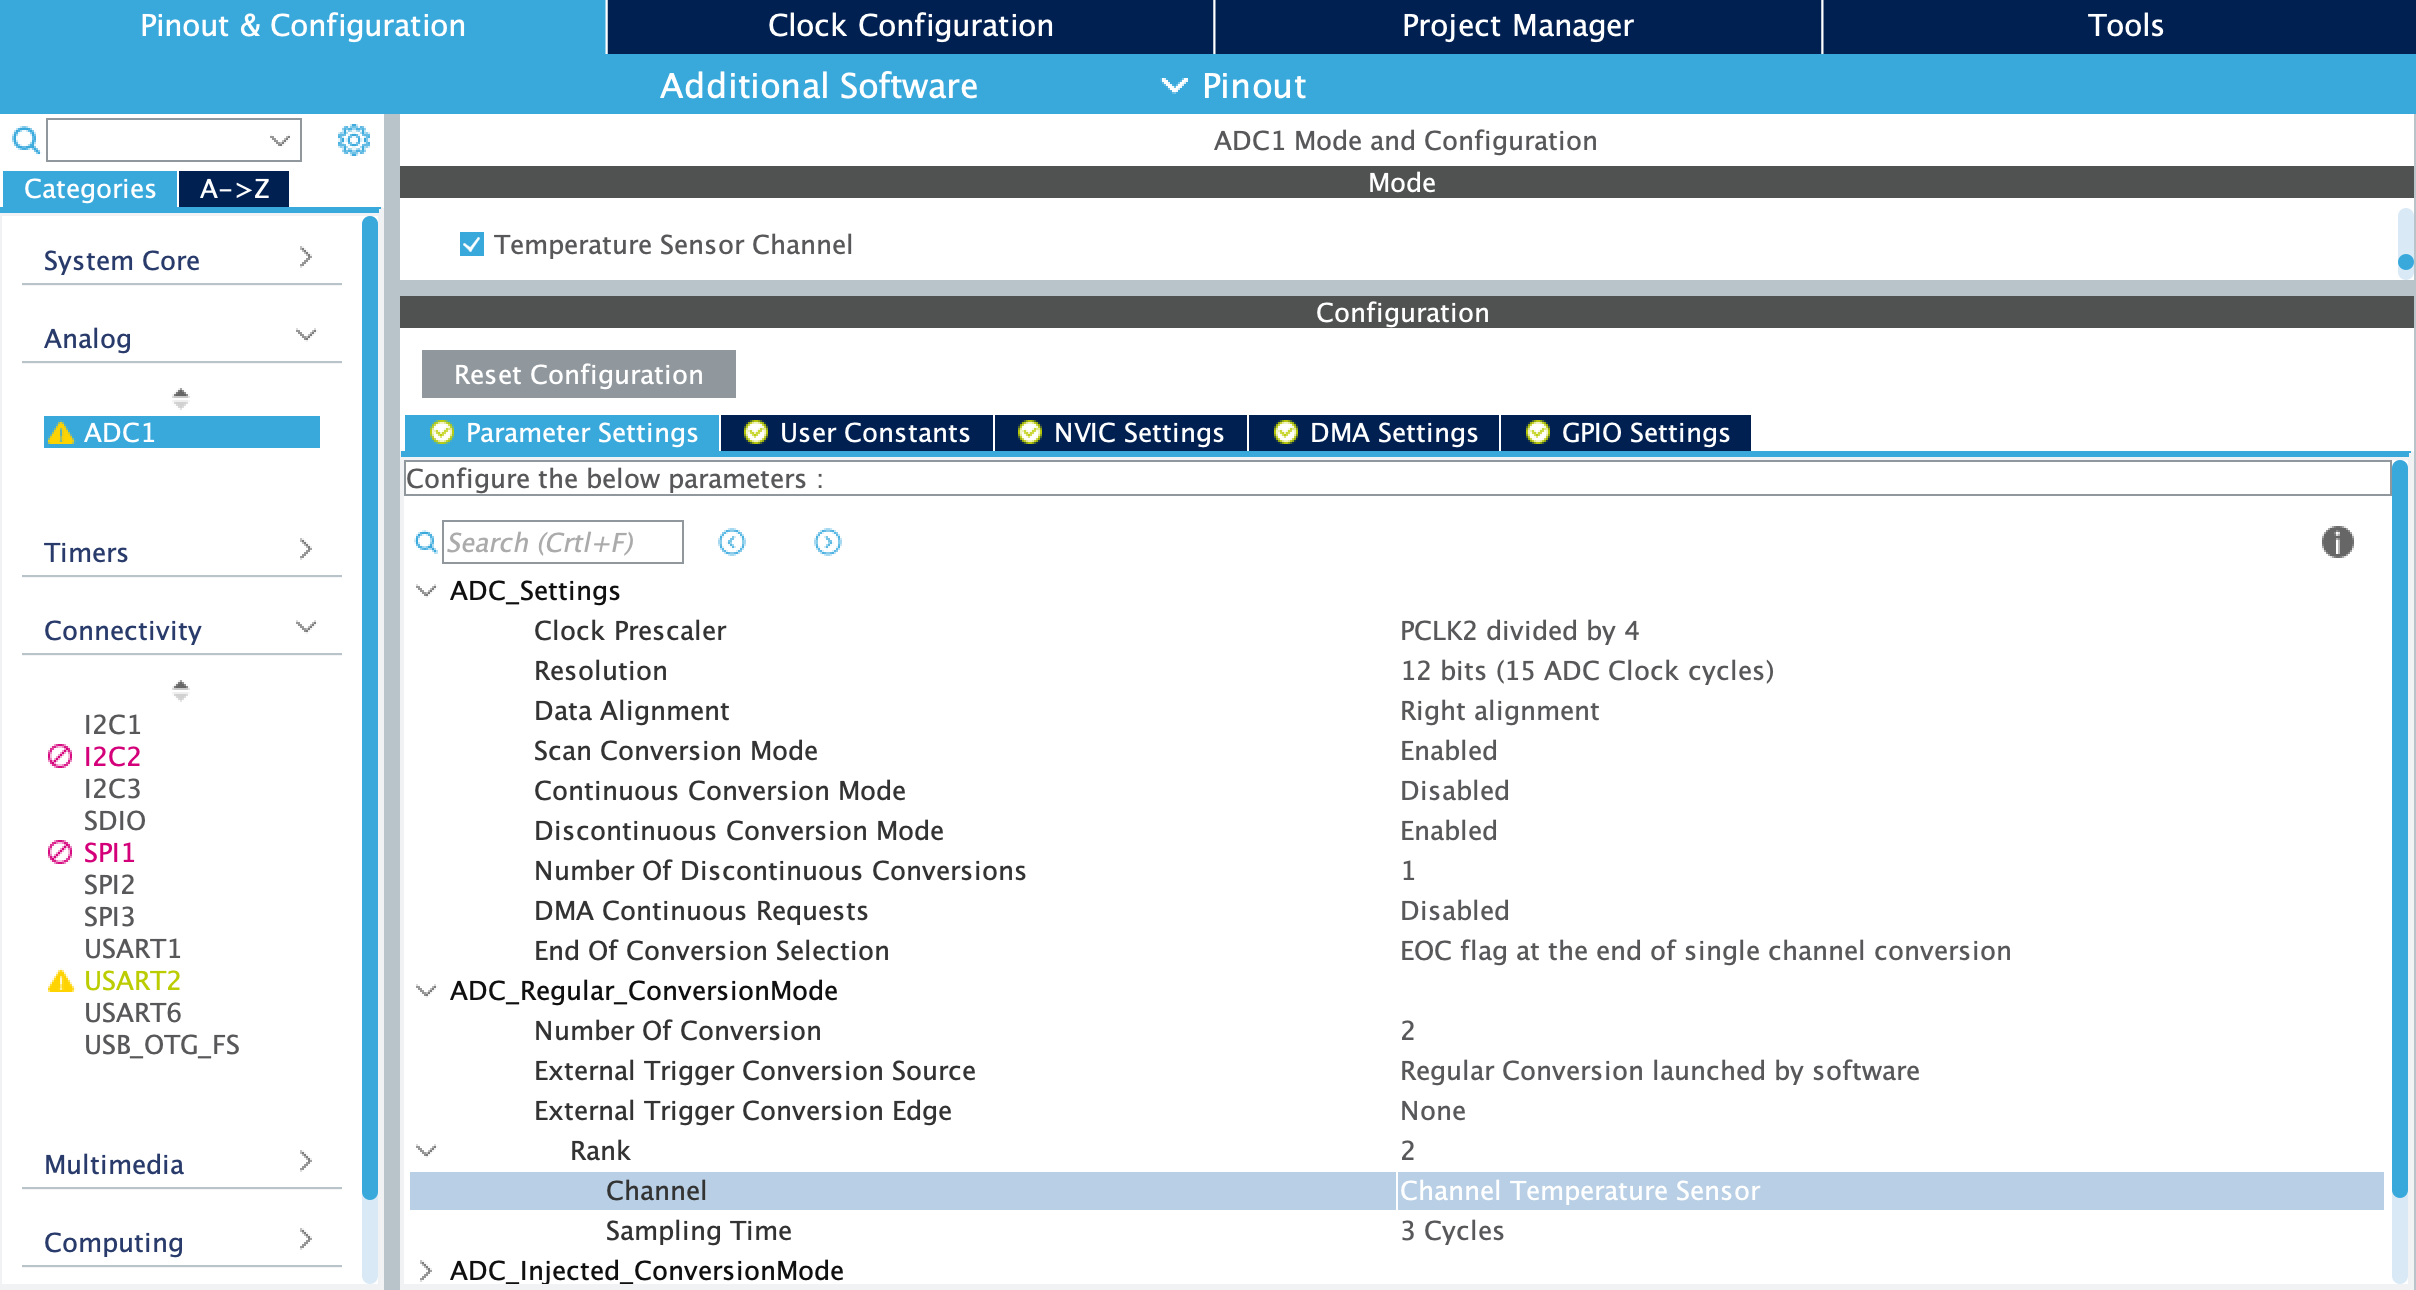 Pinout & Configuration
Clock Configuration
Project Manager
Tools
Additional Software
Pinout
Categories
A->Z
System Core
Analog
ADC1
Timers
Connectivity
I2C1
I2C2
I2C3
SDIO
SPI1
SPI2
SPI3
USART1
USART2
USART6
USB_OTG_FS
Multimedia
Computing
ADC1 Mode and Configuration
Mode
Temperature Sensor Channel
Configuration
Reset Configuration
Parameter Settings
User Constants
NVIC Settings
DMA Settings
GPIO Settings
Configure the below parameters :
Search (Crtl+F)
ADC_Settings
Clock Prescaler PCLK2 divided by 4
Resolution 12 bits (15 ADC Clock cycles)
Data Alignment Right alignment
Scan Conversion Mode Enabled
Continuous Conversion Mode Disabled
Discontinuous Conversion Mode Enabled
Number Of Discontinuous Conversions 1
DMA Continuous Requests Disabled
End Of Conversion Selection EOC flag at the end of single channel conversion
ADC_Regular_ConversionMode
Number Of Conversion 2
External Trigger Conversion Source Regular Conversion launched by software
External Trigger Conversion Edge None
Rank 2
Channel Channel Temperature Sensor
Sampling Time 3 Cycles
ADC_Injected_ConversionMode